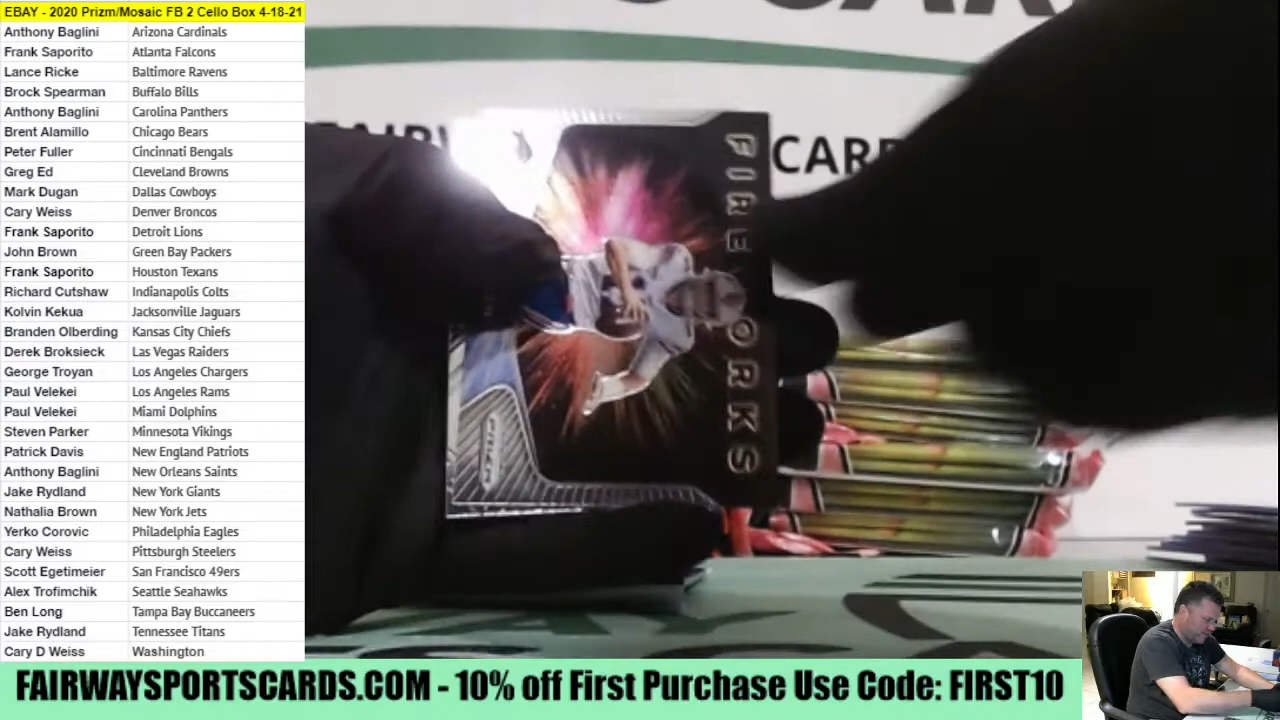 EBAY - 2020 Prizm/Mosaic FB 2 Cello Box 4-18-21
Anthony Baglini Arizona Cardinals
Frank Saporito Atlanta Falcons
Lance Ricke Baltimore Ravens
Brock Spearman Buffalo Bills
Anthony Baglini Carolina Panthers
Brent Alamillo Chicago Bears
Peter Fuller Cincinnati Bengals
Greg Ed Cleveland Browns
Mark Dugan Dallas Cowboys
Cary Weiss Denver Broncos
Frank Saporito Detroit Lions
John Brown Green Bay Packers
Frank Saporito Houston Texans
Richard Cutshaw Indianapolis Colts
Kolvin Kekua Jacksonville Jaguars
Branden Olberding Kansas City Chiefs
Derek Broksieck Las Vegas Raiders
George Troyan Los Angeles Chargers
Paul Velekei Los Angeles Rams
Paul Velekei Miami Dolphins
Steven Parker Minnesota Vikings
Patrick Davis New England Patriots
Anthony Baglini New Orleans Saints
Jake Rydland New York Giants
Nathalia Brown New York Jets
Yerko Corovic Philadelphia Eagles
Cary Weiss Pittsburgh Steelers
Scott Egetimeier San Francisco 49ers
Alex Trofimchik Seattle Seahawks
Ben Long Tampa Bay Buccaneers
Jake Rydland Tennessee Titans
Cary D Weiss Washington
FIREWORKS
PRIZM
FAIRWAYSPORTSCARDS.COM - 10% off First Purchase Use Code: FIRST10